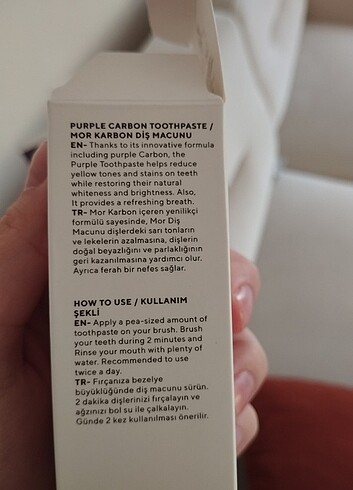 PURPLE CARBON TOOTHPASTE /
MOR KARBON DİŞ MACUNU
EN- Thanks to its innovative formula
including purple Carbon, the
Purple Toothpaste helps reduce
yellow tones and stains on teeth
while restoring their natural
whiteness and brightness. Also,
It provides a refreshing breath.
TR- Mor Karbon içeren yenilikçi
formülü sayesinde, Mor Diş
Macunu dişlerdeki sarı tonların
ve lekelerin azalmasına, dişlerin
doğal beyazlığını ve parlaklığının
geri kazanılmasına yardımcı olur.
Ayrıca ferah bir nefes sağlar.
HOW TO USE / KULLANIM
ŞEKLİ
EN- Apply a pea-sized amount of
toothpaste on your brush. Brush
your teeth during 2 minutes and
Rinse your mouth with plenty of
water. Recommended to use
twice a day.
TR- Fırçanıza bezelye
büyüklüğünde diş macunu sürün.
2 dakika dişlerinizi fırçalayın ve
ağzınızı bol su ile çalkalayın.
Günde 2 kez kullanılması önerilir.